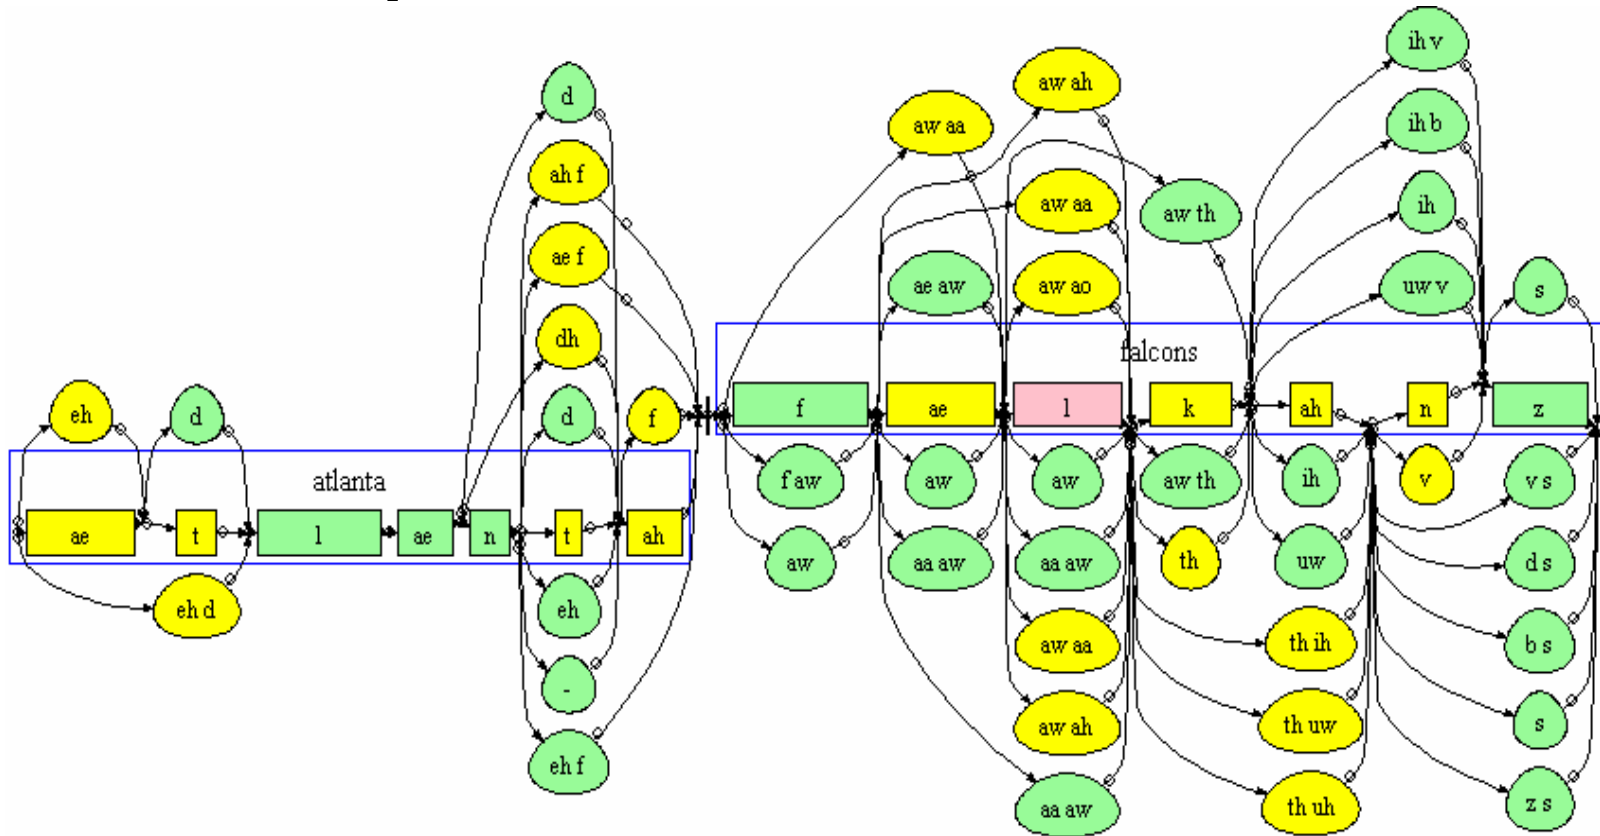 ih v
aw ah
d
aw aa
ih b
ah f
aw aa
ih
aw th
ae f
ae aw
aw ao
uw v
s
dh
falcons
eh
d
d
f
f
ae
l
k
ah
n
z
atlanta
f aw
aw
aw
aw th
ih
v
v s
ae
t
l
ae
n
t
ah
aw
aa aw
aa aw
th
uw
d s
eh d
eh
aw aa
th ih
b s
-
aw ah
th uw
s
eh f
aa aw
th uh
z s